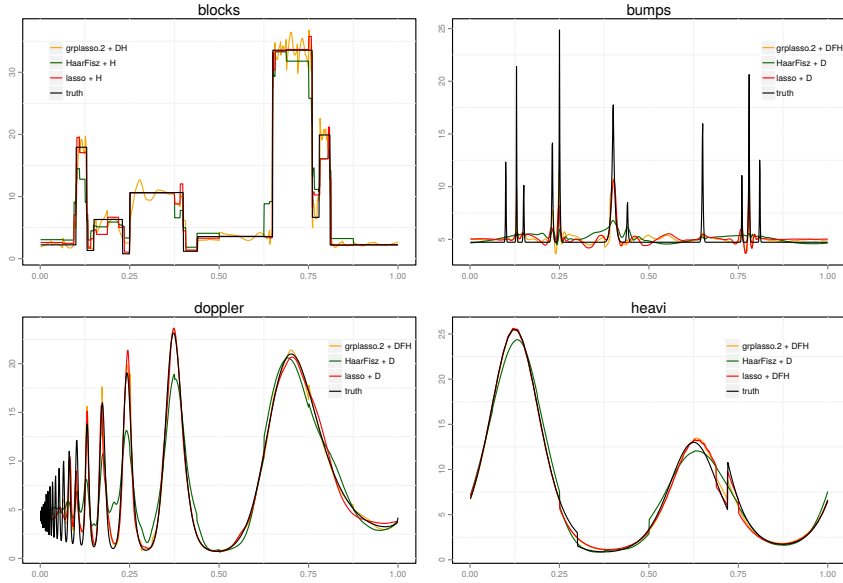 blocks
grplasso.2 + DH
HaarFisz + H
lasso + H
truth
0 10 20 30
0.00 0.25 0.50 0.75 1.00
bumps
grplasso.2 + DFH
HaarFisz + D
lasso + D
truth
5 10 15 20 25
0.00 0.25 0.50 0.75 1.00
doppler
grplasso.2 + DFH
HaarFisz + D
lasso + D
truth
0 5 10 15 20
0.00 0.25 0.50 0.75 1.00
heavi
grplasso.2 + DFH
HaarFisz + D
lasso + DFH
truth
0 5 10 15 20 25
0.00 0.25 0.50 0.75 1.00